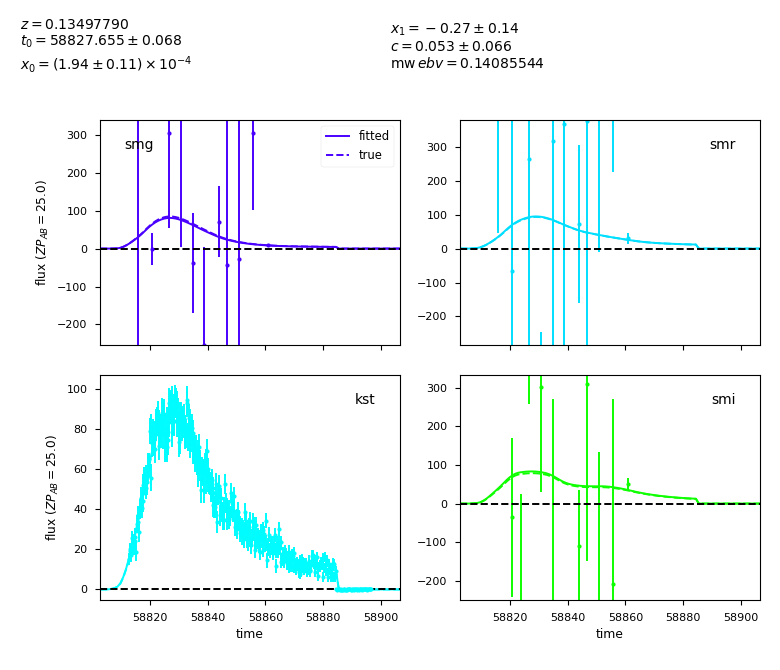 z = 0.13497790
t₀ = 58827.655 ± 0.068
x₀ = (1.94 ± 0.11) × 10⁻⁴
x₁ = −0.27 ± 0.14
c = 0.053 ± 0.066
mw ebv = 0.14085544
smg
fitted
true
300
200
100
0
−100
−200
flux (ZP_AB = 25.0)
smr
300
200
100
0
−100
−200
kst
100
80
60
40
20
0
flux (ZP_AB = 25.0)
58820 58840 58860 58880 58900
time
smi
300
200
100
0
−100
−200
58820 58840 58860 58880 58900
time